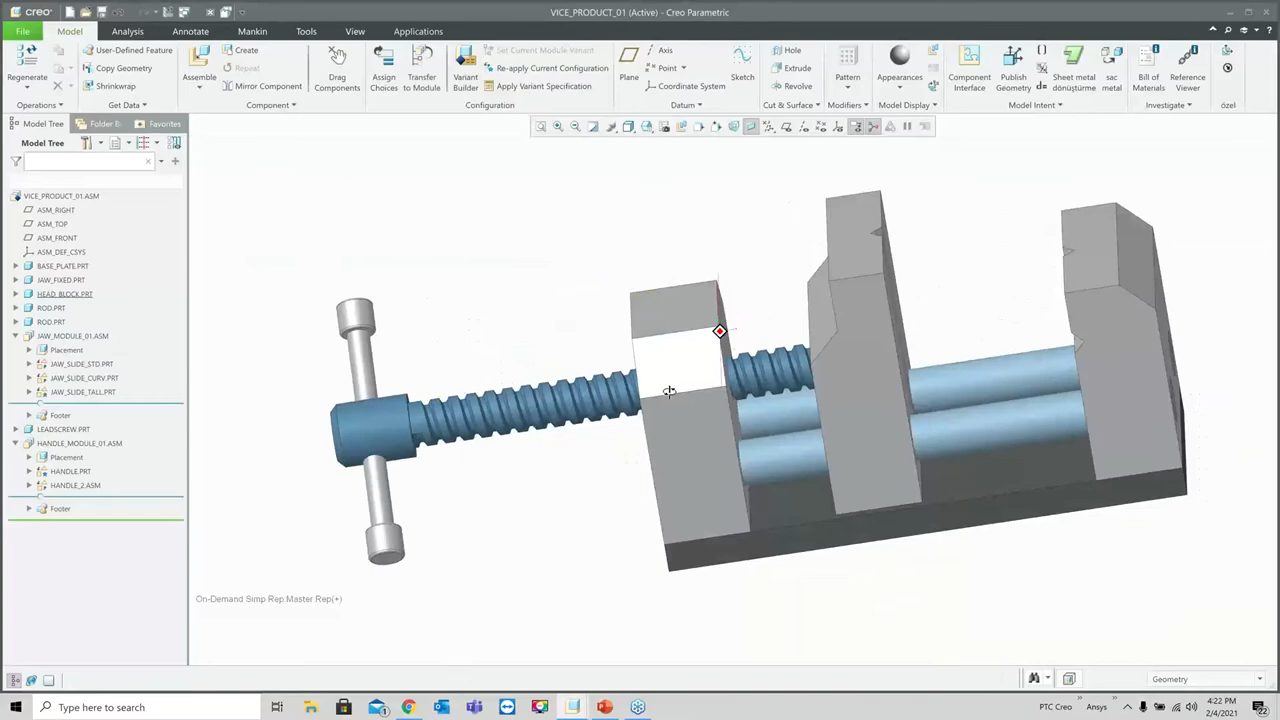 creo
VICE_PRODUCT_01 (Active) - Creo Parametric
File
Model
Analysis
Annotate
Mankin
Tools
Applications
Regenerate
User-Defined Feature
Copy Geometry
Shrinkwrap
Assemble
Create
Repeat
Mirror Component
Drag
Components
Assign
Choices
Transfer to
Module
Variant
Builder
Set Current Module Variant
Re-apply Current Configuration
Apply Variant Specification
Plane
Axis
Point
Coordinate System
Sketch
Hole
Extrude
Revolve
Pattern
Appearances
Component
Interface
Publish
Geometry
d=
Sheet metal
dönüştürme
sac
metal
Bill of
Materials
Reference
Viewer
Operations
Get Data
Component
Configuration
Datum
Cut & Surface
Modifiers
Model Display
Model Intent
Investigate
özel
Model Tree
Folder B
Favorites
Model Tree
VICE_PRODUCT_01.ASM
ASM_RIGHT
ASM_TOP
ASM_FRONT
ASM_DEF_CSYS
BASE_PLATE.PRT
JAW_FIXED.PRT
HEAD_BLOCK.PRT
ROD.PRT
ROD.PRT
JAW_MODULE_01.ASM
Placement
JAW_SLIDE_STD.PRT
JAW_SLIDE_CURV.PRT
JAW_SLIDE_TALL.PRT
Footer
LEADSCREW.PRT
HANDLE_MODULE_01.ASM
Placement
HANDLE.PRT
HANDLE_2.ASM
Footer
On-Demand Simp Rep:Master Rep(+)
Geometry
Type here to search
PTC Creo
Ansys
4:22 PM
2/4/2021
22